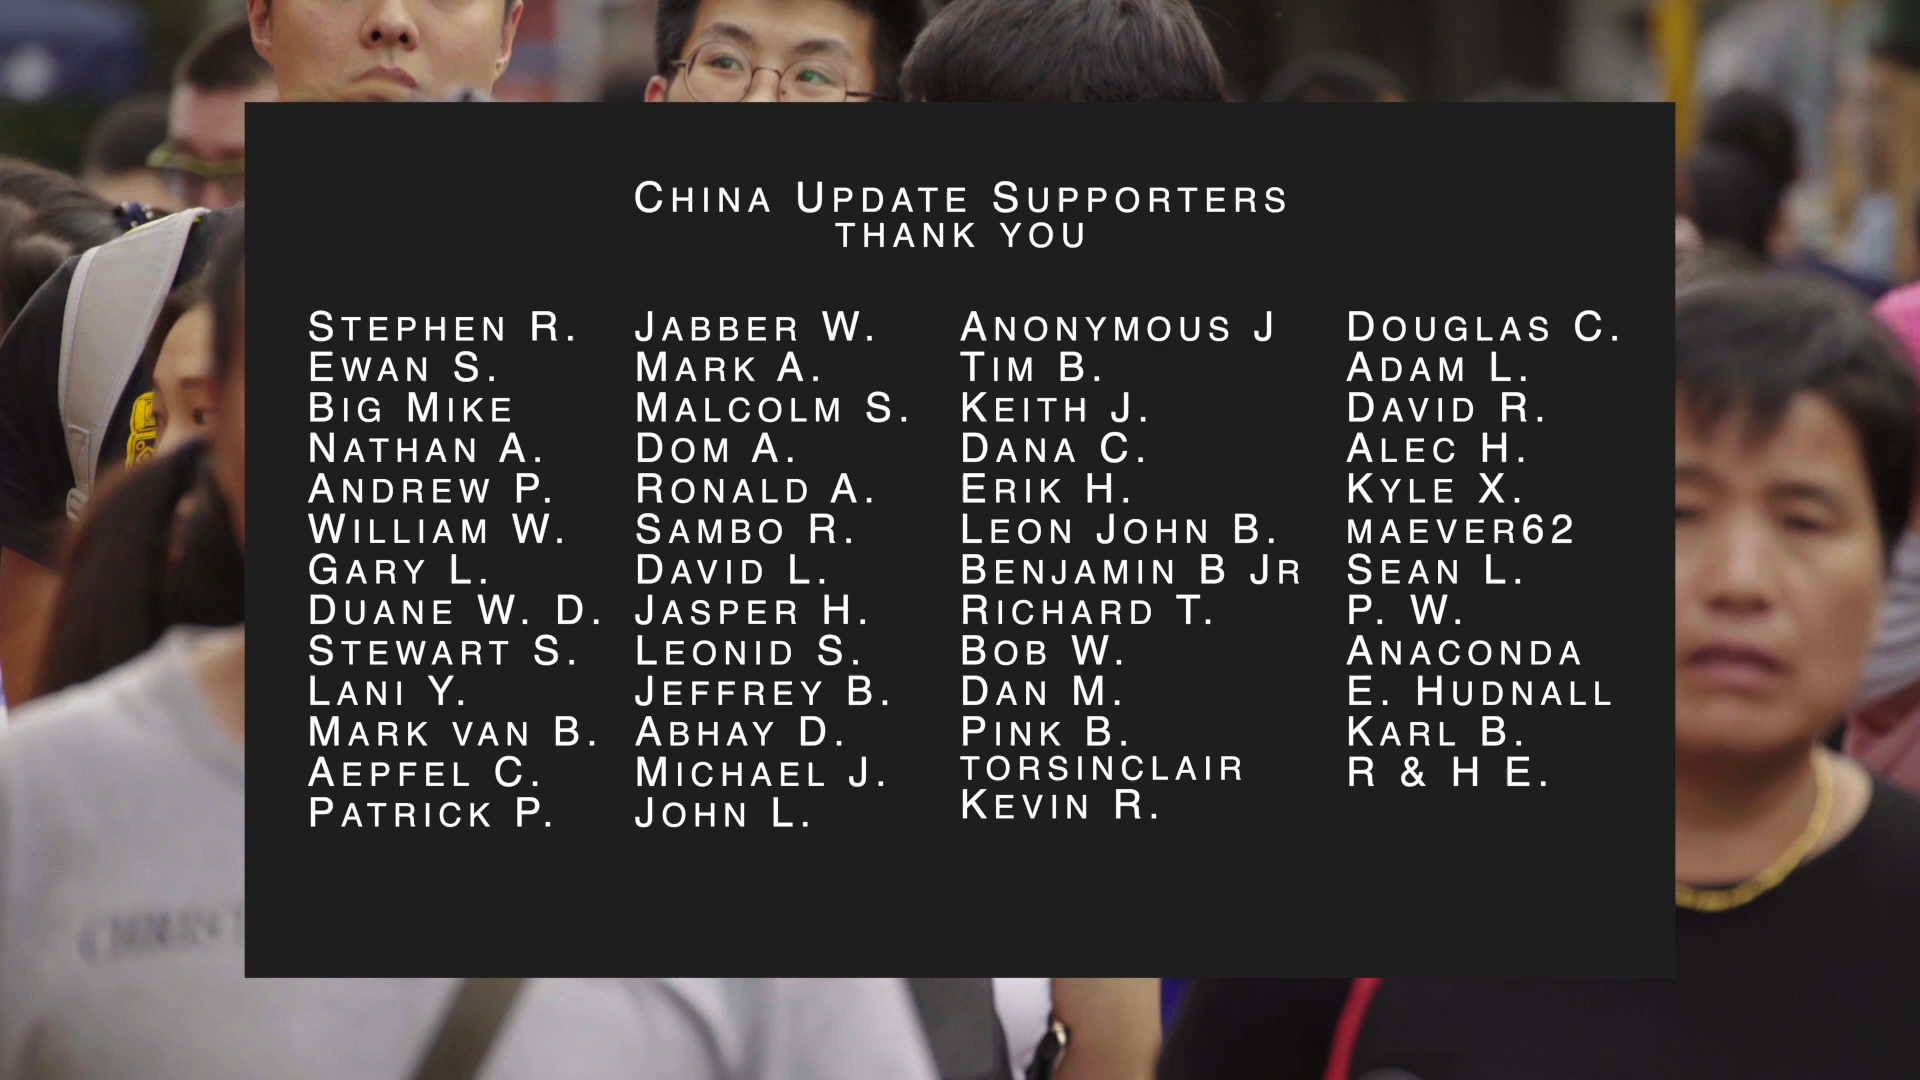 China Update Supporters
THANK YOU
Stephen R.
Ewan S.
Big Mike
Nathan A.
Andrew P.
William W.
Gary L.
Duane W. D.
Stewart S.
Lani Y.
Mark van B.
Aepfel C.
Patrick P.
Jabber W.
Mark A.
Malcolm S.
Dom A.
Ronald A.
Sambo R.
David L.
Jasper H.
Leonid S.
Jeffrey B.
Abhay D.
Michael J.
John L.
Anonymous J
Tim B.
Keith J.
Dana C.
Erik H.
Leon John B.
Benjamin B Jr
Richard T.
Bob W.
Dan M.
Pink B.
torsinclair
Kevin R.
Douglas C.
Adam L.
David R.
Alec H.
Kyle X.
maever62
Sean L.
P. W.
Anaconda
E. Hudnall
Karl B.
R & H E.